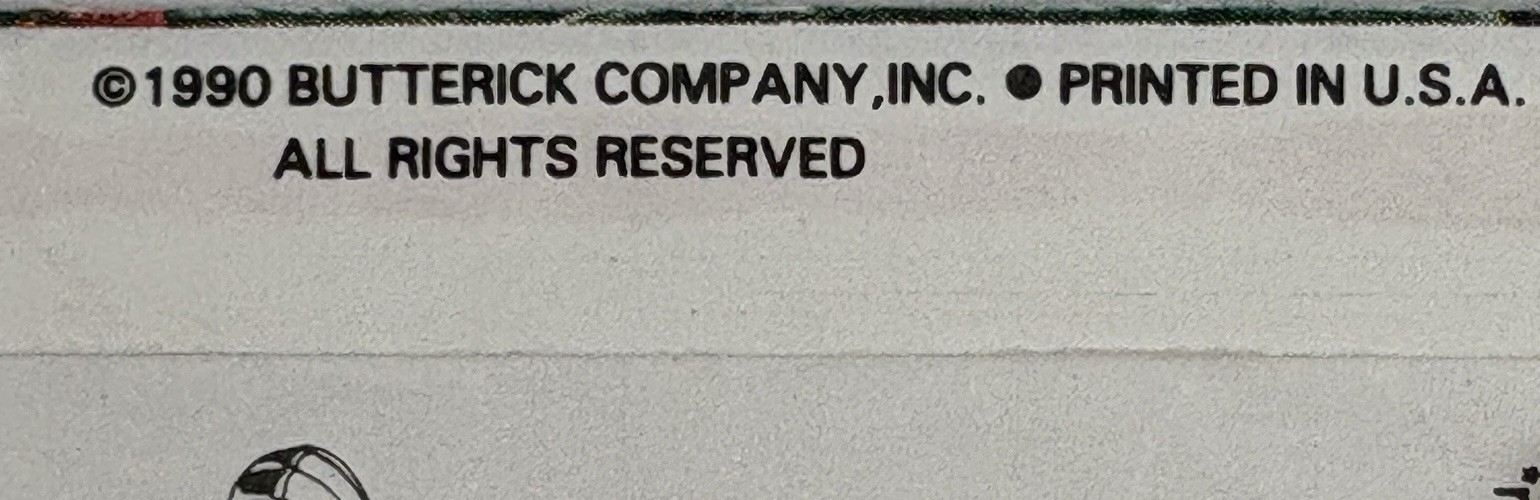 ©1990 BUTTERICK COMPANY,INC. ● PRINTED IN U.S.A.
ALL RIGHTS RESERVED